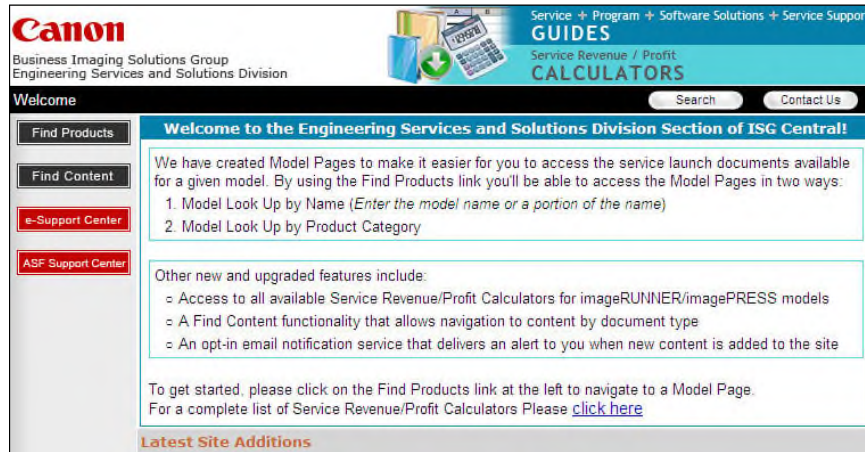 Canon
Business Imaging Solutions Group
Engineering Services and Solutions Division
Service + Program + Software Solutions + Service Suppor
GUIDES
Service Revenue / Profit
CALCULATORS
Welcome
Search
Contact Us
Find Products
Find Content
e-Support Center
ASF Support Center
Welcome to the Engineering Services and Solutions Division Section of ISG Central!
We have created Model Pages to make it easier for you to access the service launch documents available
for a given model. By using the Find Products link you'll be able to access the Model Pages in two ways:
1. Model Look Up by Name (Enter the model name or a portion of the name)
2. Model Look Up by Product Category
Other new and upgraded features include:
▫ Access to all available Service Revenue/Profit Calculators for imageRUNNER/imagePRESS models
▫ A Find Content functionality that allows navigation to content by document type
▫ An opt-in email notification service that delivers an alert to you when new content is added to the site
To get started, please click on the Find Products link at the left to navigate to a Model Page.
For a complete list of Service Revenue/Profit Calculators Please click here
Latest Site Additions